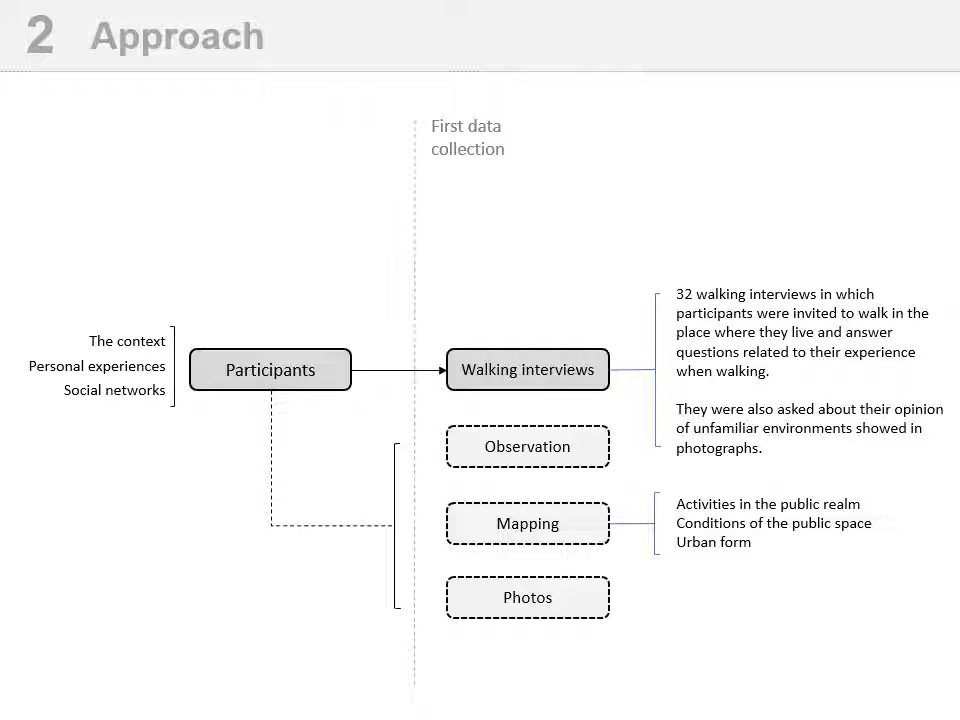 2 Approach
First data
collection
The context
Personal experiences
Social networks
Participants
Walking interviews
Observation
Mapping
Photos
32 walking interviews in which
participants were invited to walk in the
place where they live and answer
questions related to their experience
when walking.
They were also asked about their opinion
of unfamiliar environments showed in
photographs.
Activities in the public realm
Conditions of the public space
Urban form